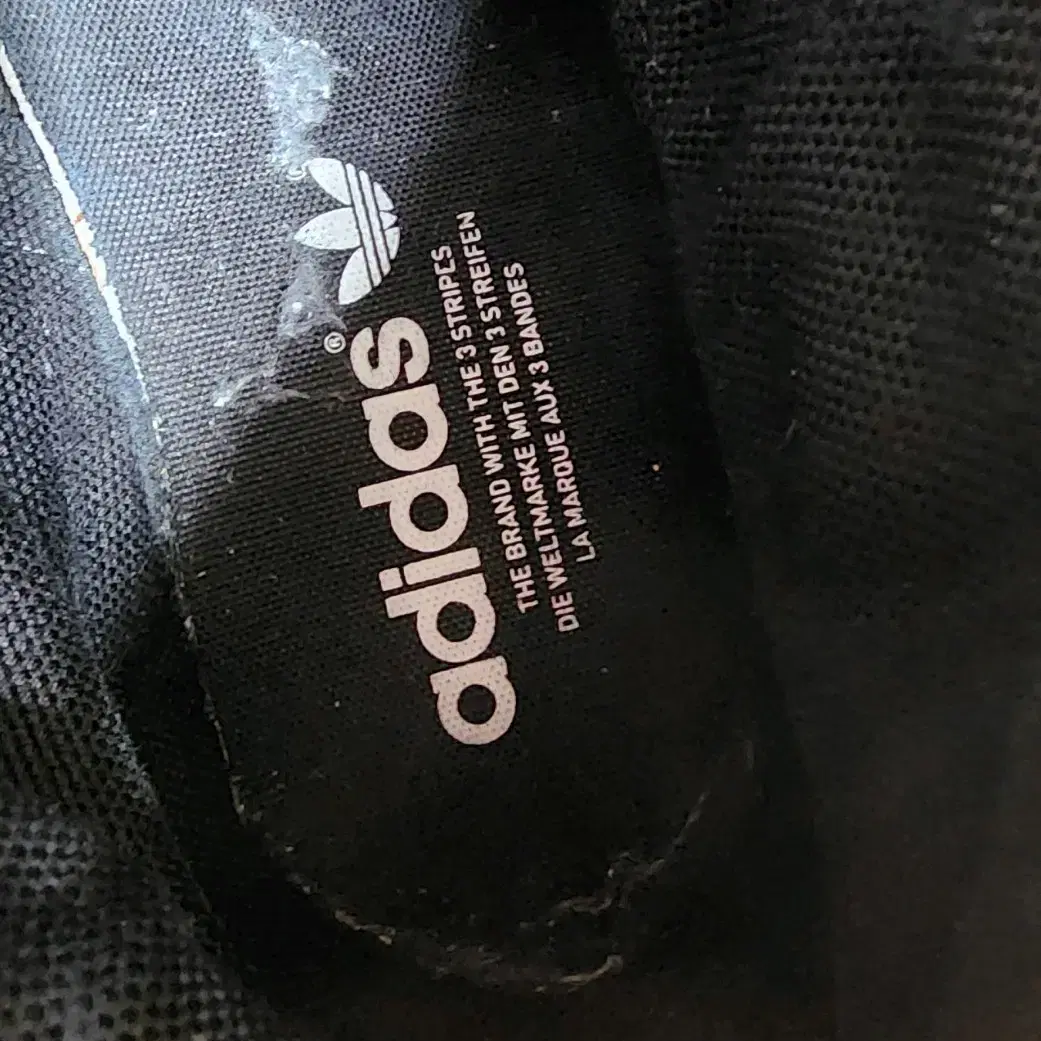 adidas®
THE BRAND WITH THE 3 STRIPES
DIE WELTMARKE MIT DEN 3 STREIFEN
LA MARQUE AUX 3 BANDES